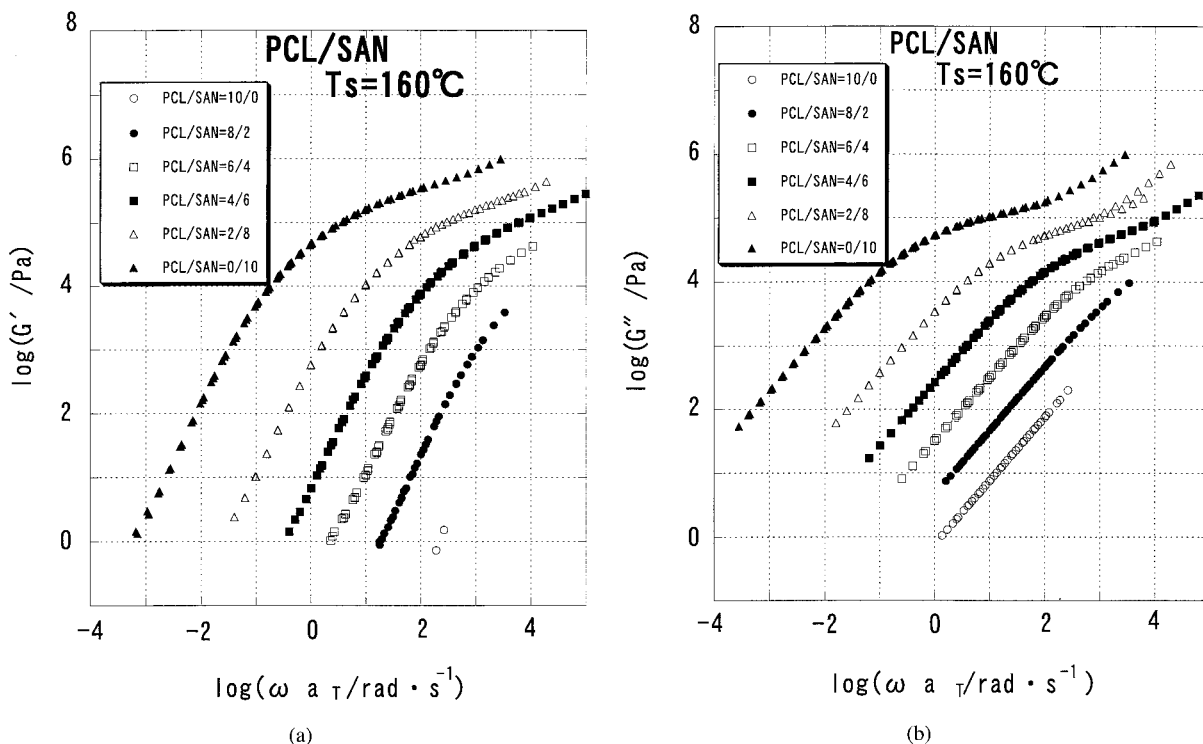 8
6
4
2
0
log(G′ /Pa)
PCL/SAN
Ts=160℃
PCL/SAN=10/0
PCL/SAN=8/2
PCL/SAN=6/4
PCL/SAN=4/6
PCL/SAN=2/8
PCL/SAN=0/10
-4
-2
0
2
4
log(ω a T/rad・s-1)
(a)
8
6
4
2
0
log(G″ /Pa)
PCL/SAN
Ts=160℃
PCL/SAN=10/0
PCL/SAN=8/2
PCL/SAN=6/4
PCL/SAN=4/6
PCL/SAN=2/8
PCL/SAN=0/10
-4
-2
0
2
4
log(ω a T/rad・s-1)
(b)